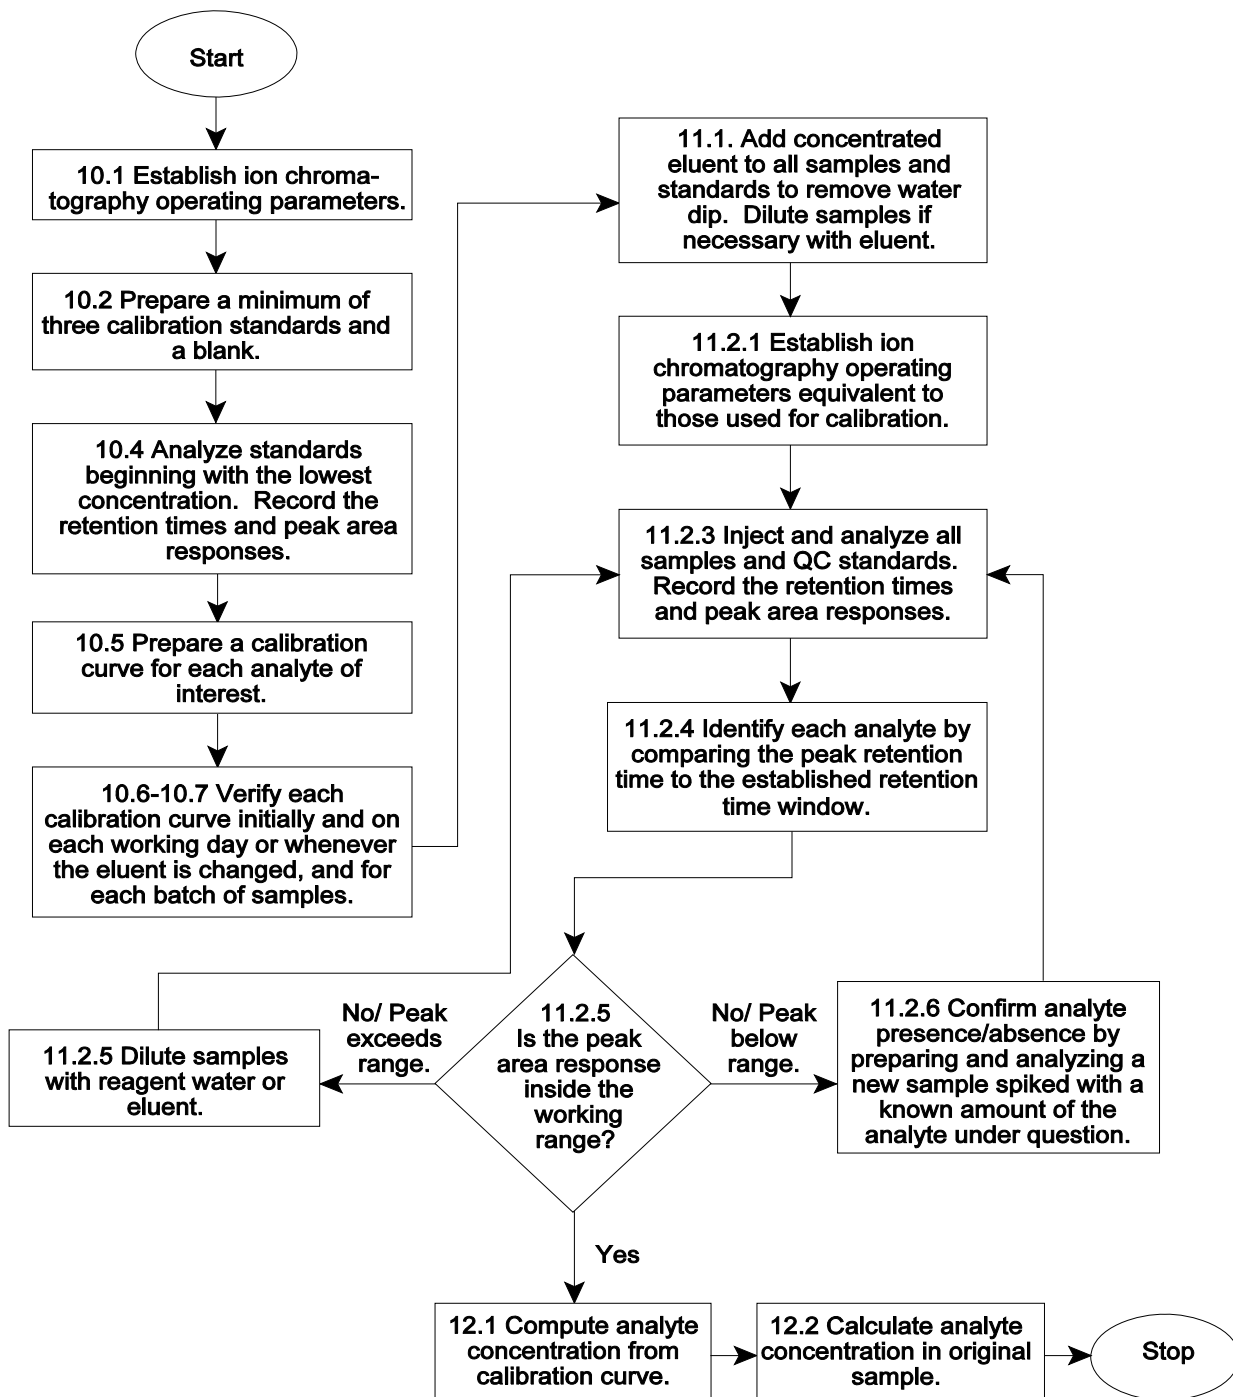 Start
10.1 Establish ion chroma-
tography operating parameters.
10.2 Prepare a minimum of
three calibration standards and
a blank.
10.4 Analyze standards
beginning with the lowest
concentration.  Record the
retention times and peak area
responses.
10.5 Prepare a calibration
curve for each analyte of
interest.
10.6-10.7 Verify each
calibration curve initially and on
each working day or whenever
the eluent is changed, and for
each batch of samples.
11.1. Add concentrated
eluent to all samples and
standards to remove water
dip.  Dilute samples if
necessary with eluent.
11.2.1 Establish ion
chromatography operating
parameters equivalent to
those used for calibration.
11.2.3 Inject and analyze all
samples and QC standards.
Record the retention times
and peak area responses.
11.2.4 Identify each analyte by
comparing the peak retention
time to the established retention
time window.
11.2.5
Is the peak
area response
inside the
working
range?
No/ Peak
exceeds
range.
11.2.5 Dilute samples
with reagent water or
eluent.
No/ Peak
below
range.
11.2.6 Confirm analyte
presence/absence by
preparing and analyzing a
new sample spiked with a
known amount of the
analyte under question.
Yes
12.1 Compute analyte
concentration from
calibration curve.
12.2 Calculate analyte
concentration in original
sample.
Stop